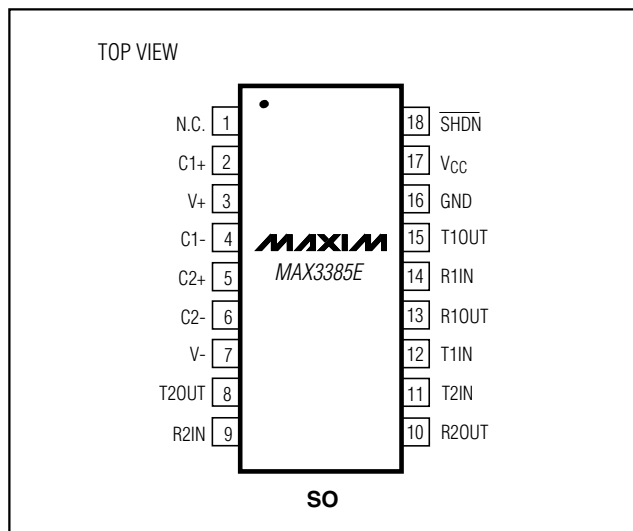 TOP VIEW
N.C. 1
C1+ 2
V+ 3
C1- 4
C2+ 5
C2- 6
V- 7
T2OUT 8
R2IN 9
MAXIM
MAX3385E
18 SHDN
17 VCC
16 GND
15 T1OUT
14 R1IN
13 R1OUT
12 T1IN
11 T2IN
10 R2OUT
SO